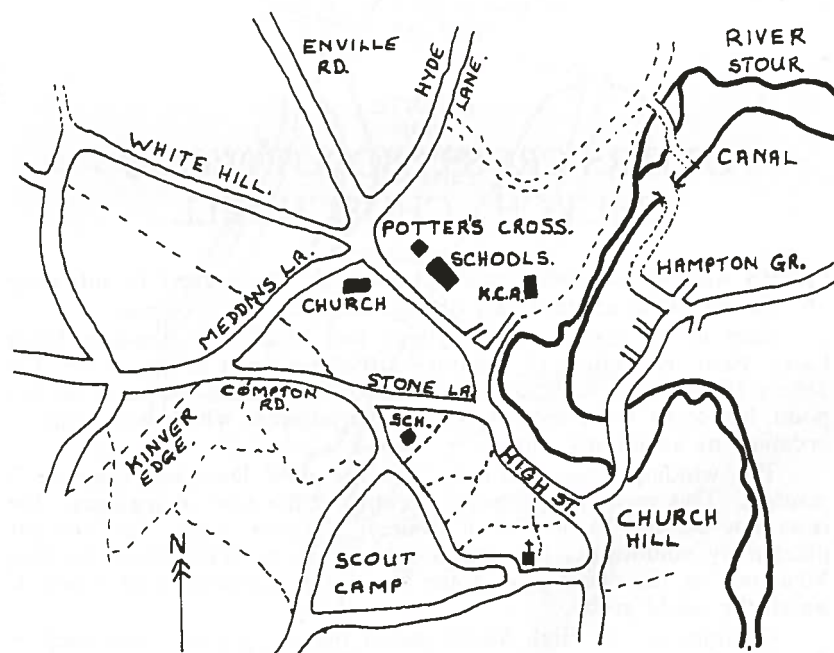 ENVILLE
RD.
HYDE
LANE.
RIVER
STOUR
WHITE HILL.
CANAL
POTTER'S CROSS.
SCHOOLS.
K.C.A.
HAMPTON GR.
MEDDANS LA.
CHURCH
COMPTON
RD.
STONE LA.
SCH.
KINVER
EDGE.
HIGH ST.
N
SCOUT
CAMP
CHURCH
HILL